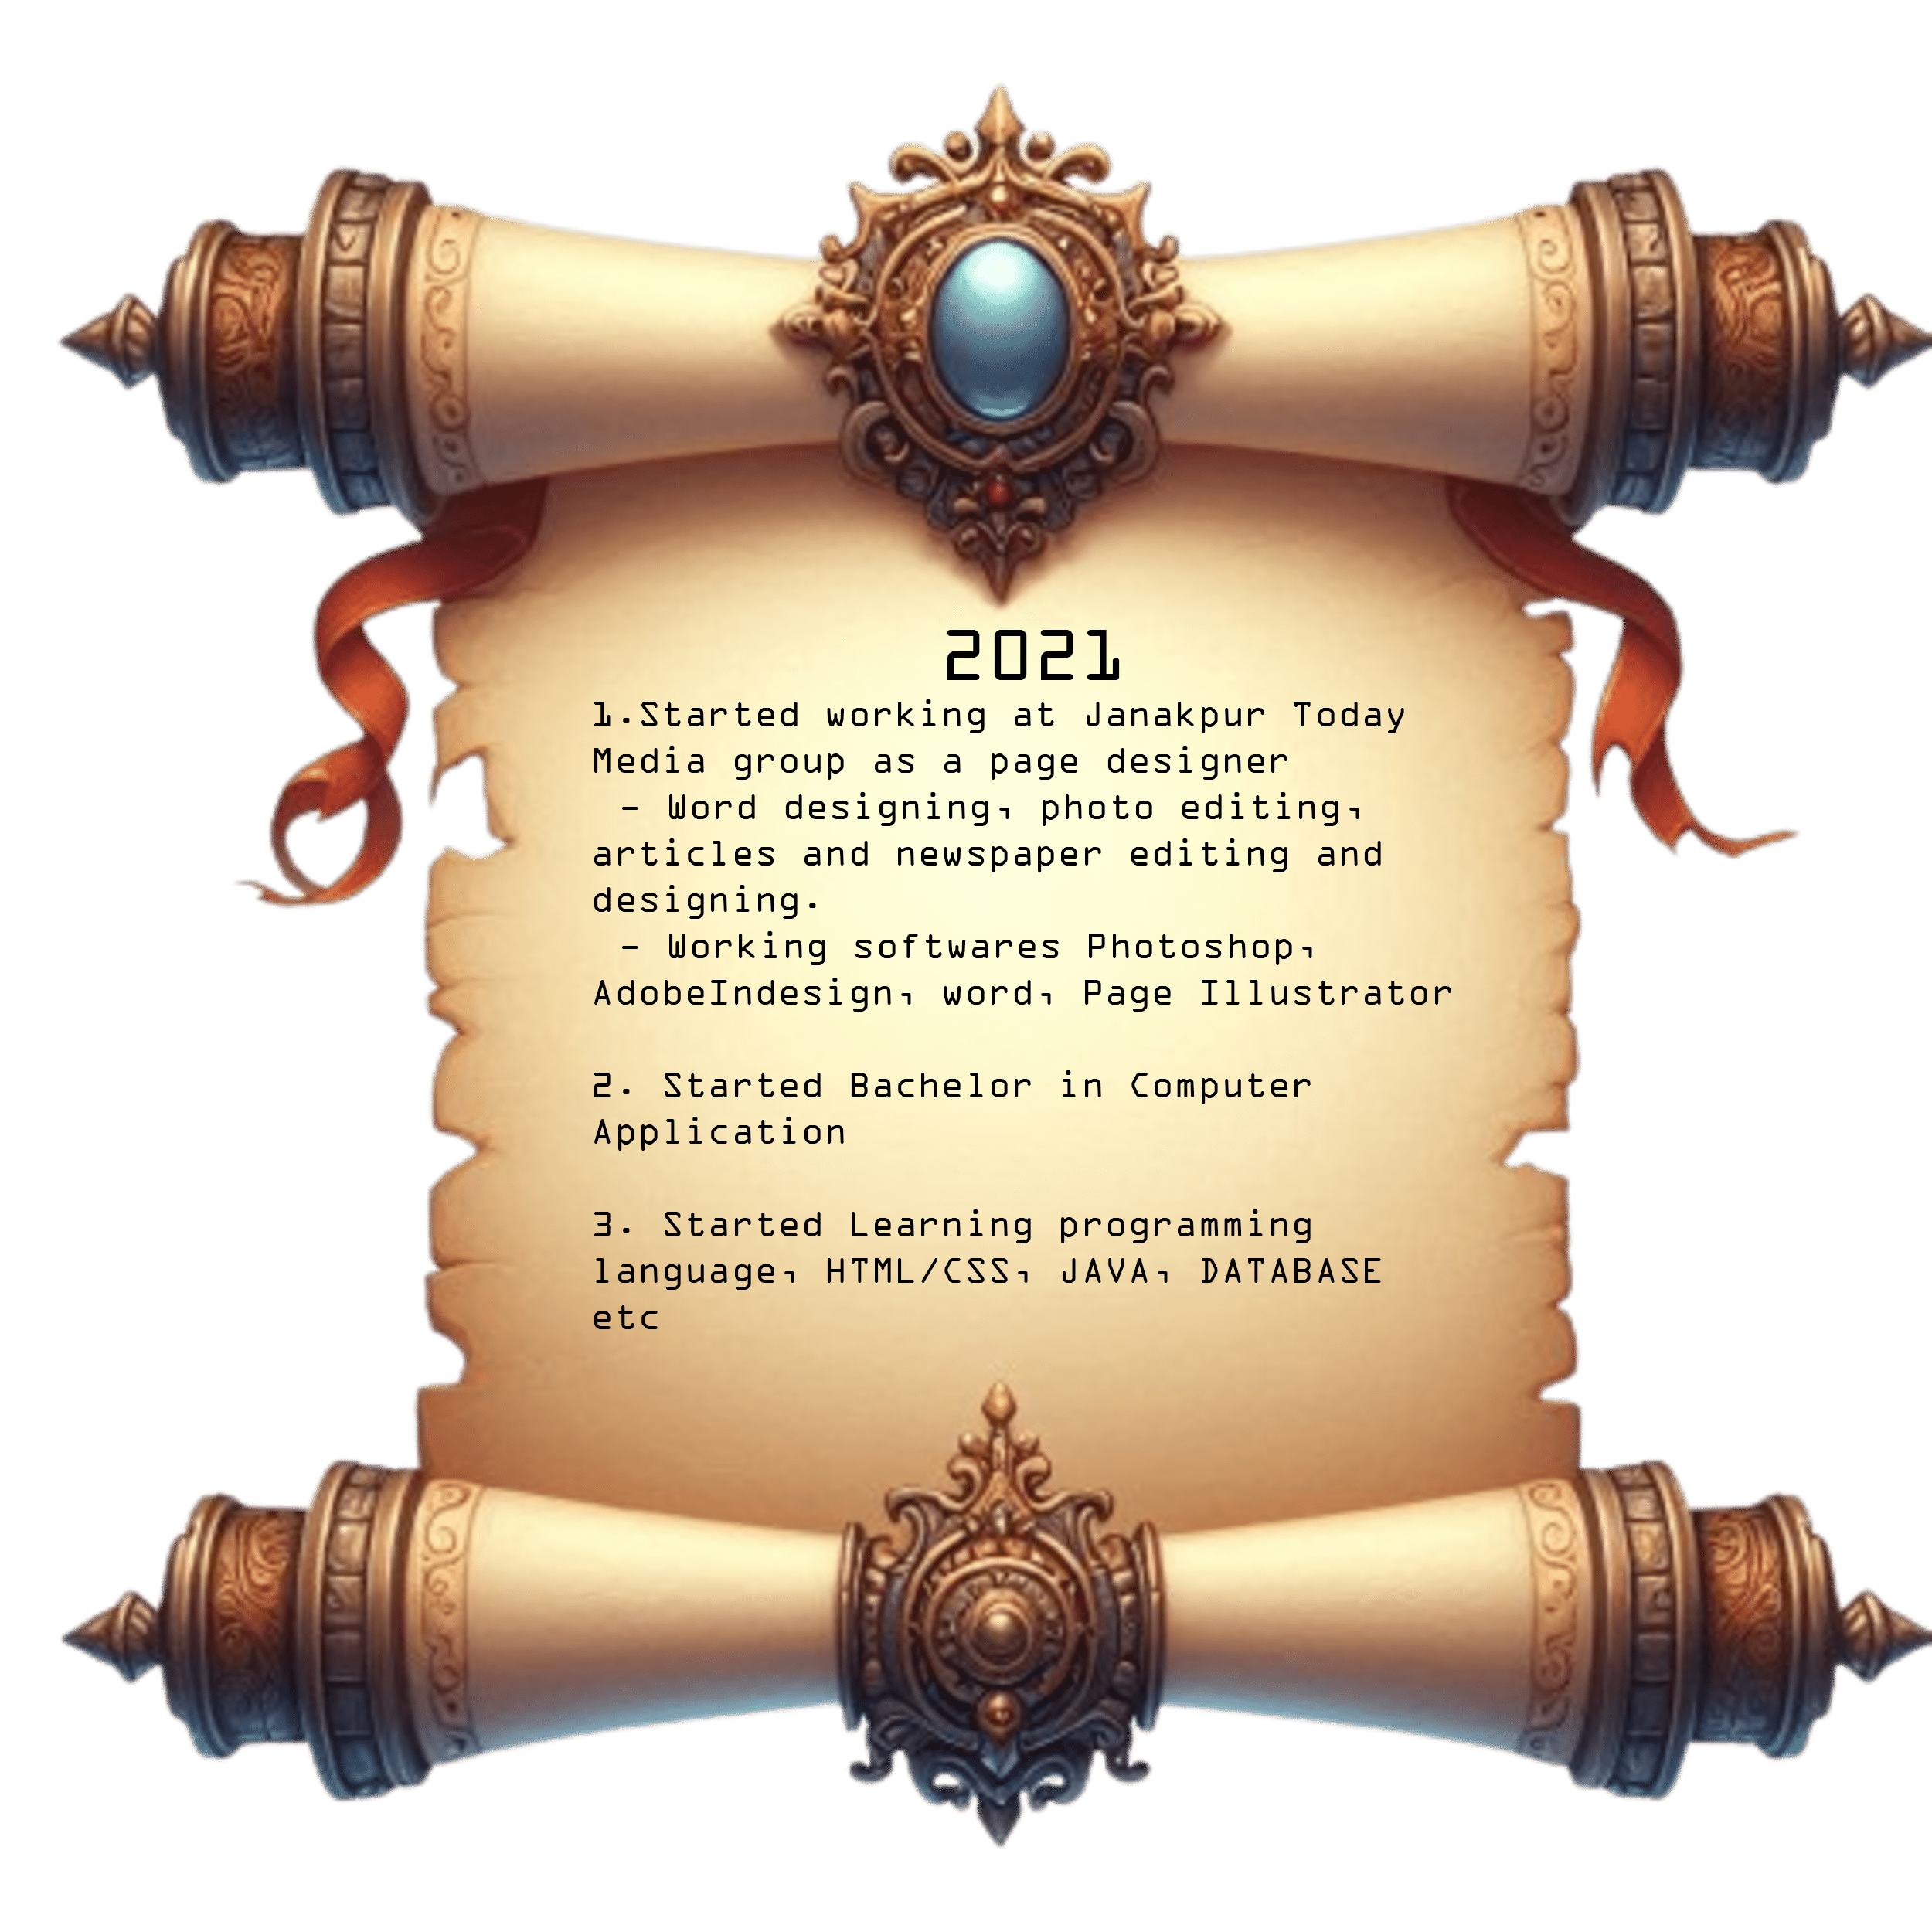 2021
1.Started working at Janakpur Today
Media group as a page designer
- Word designing, photo editing,
articles and newspaper editing and
designing.
- Working softwares Photoshop,
AdobeIndesign, word, Page Illustrator
2. Started Bachelor in Computer
Application
3. Started Learning programming
language, HTML/CSS, JAVA, DATABASE
etc